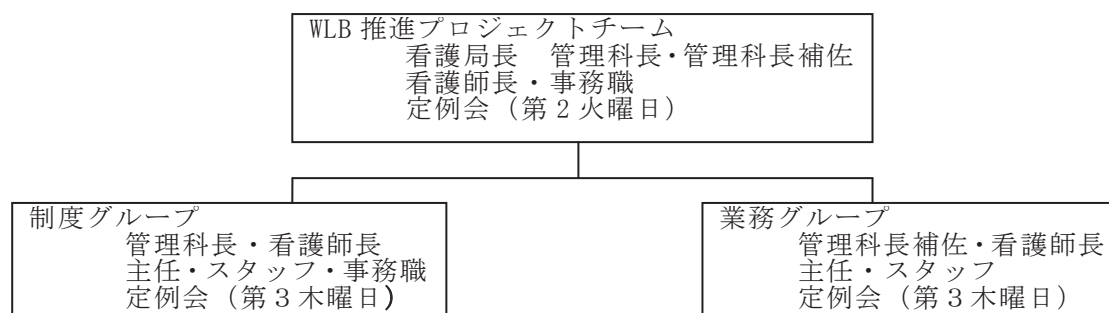 WLB 推進プロジェクトチーム
看護局長　管理科長・管理科長補佐
看護師長・事務職
定例会（第２火曜日）
制度グループ
管理科長・看護師長
主任・スタッフ・事務職
定例会（第３木曜日)
業務グループ
管理科長補佐・看護師長
主任・スタッフ
定例会（第３木曜日）